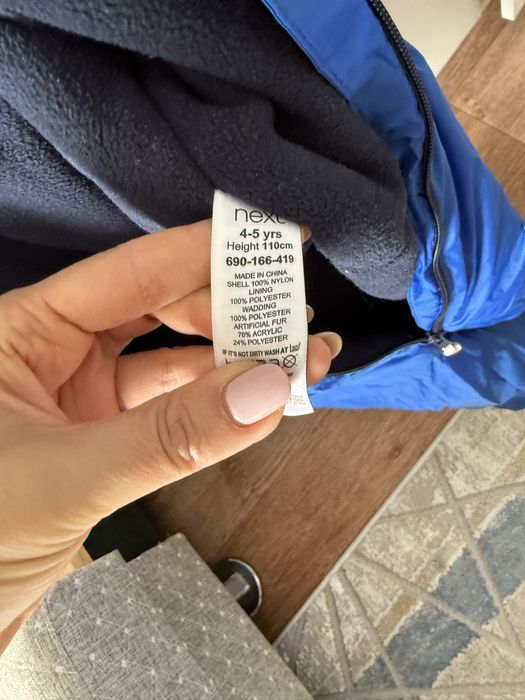 next
4-5 yrs
Height 110cm
690-166-419
MADE IN CHINA
SHELL 100% NYLON
LINING
100% POLYESTER
WADDING
100% POLYESTER
ARTIFICIAL FUR
76% ACRYLIC
24% POLYESTER
IF IT'S NOT DIRTY WASH AT
FIRE